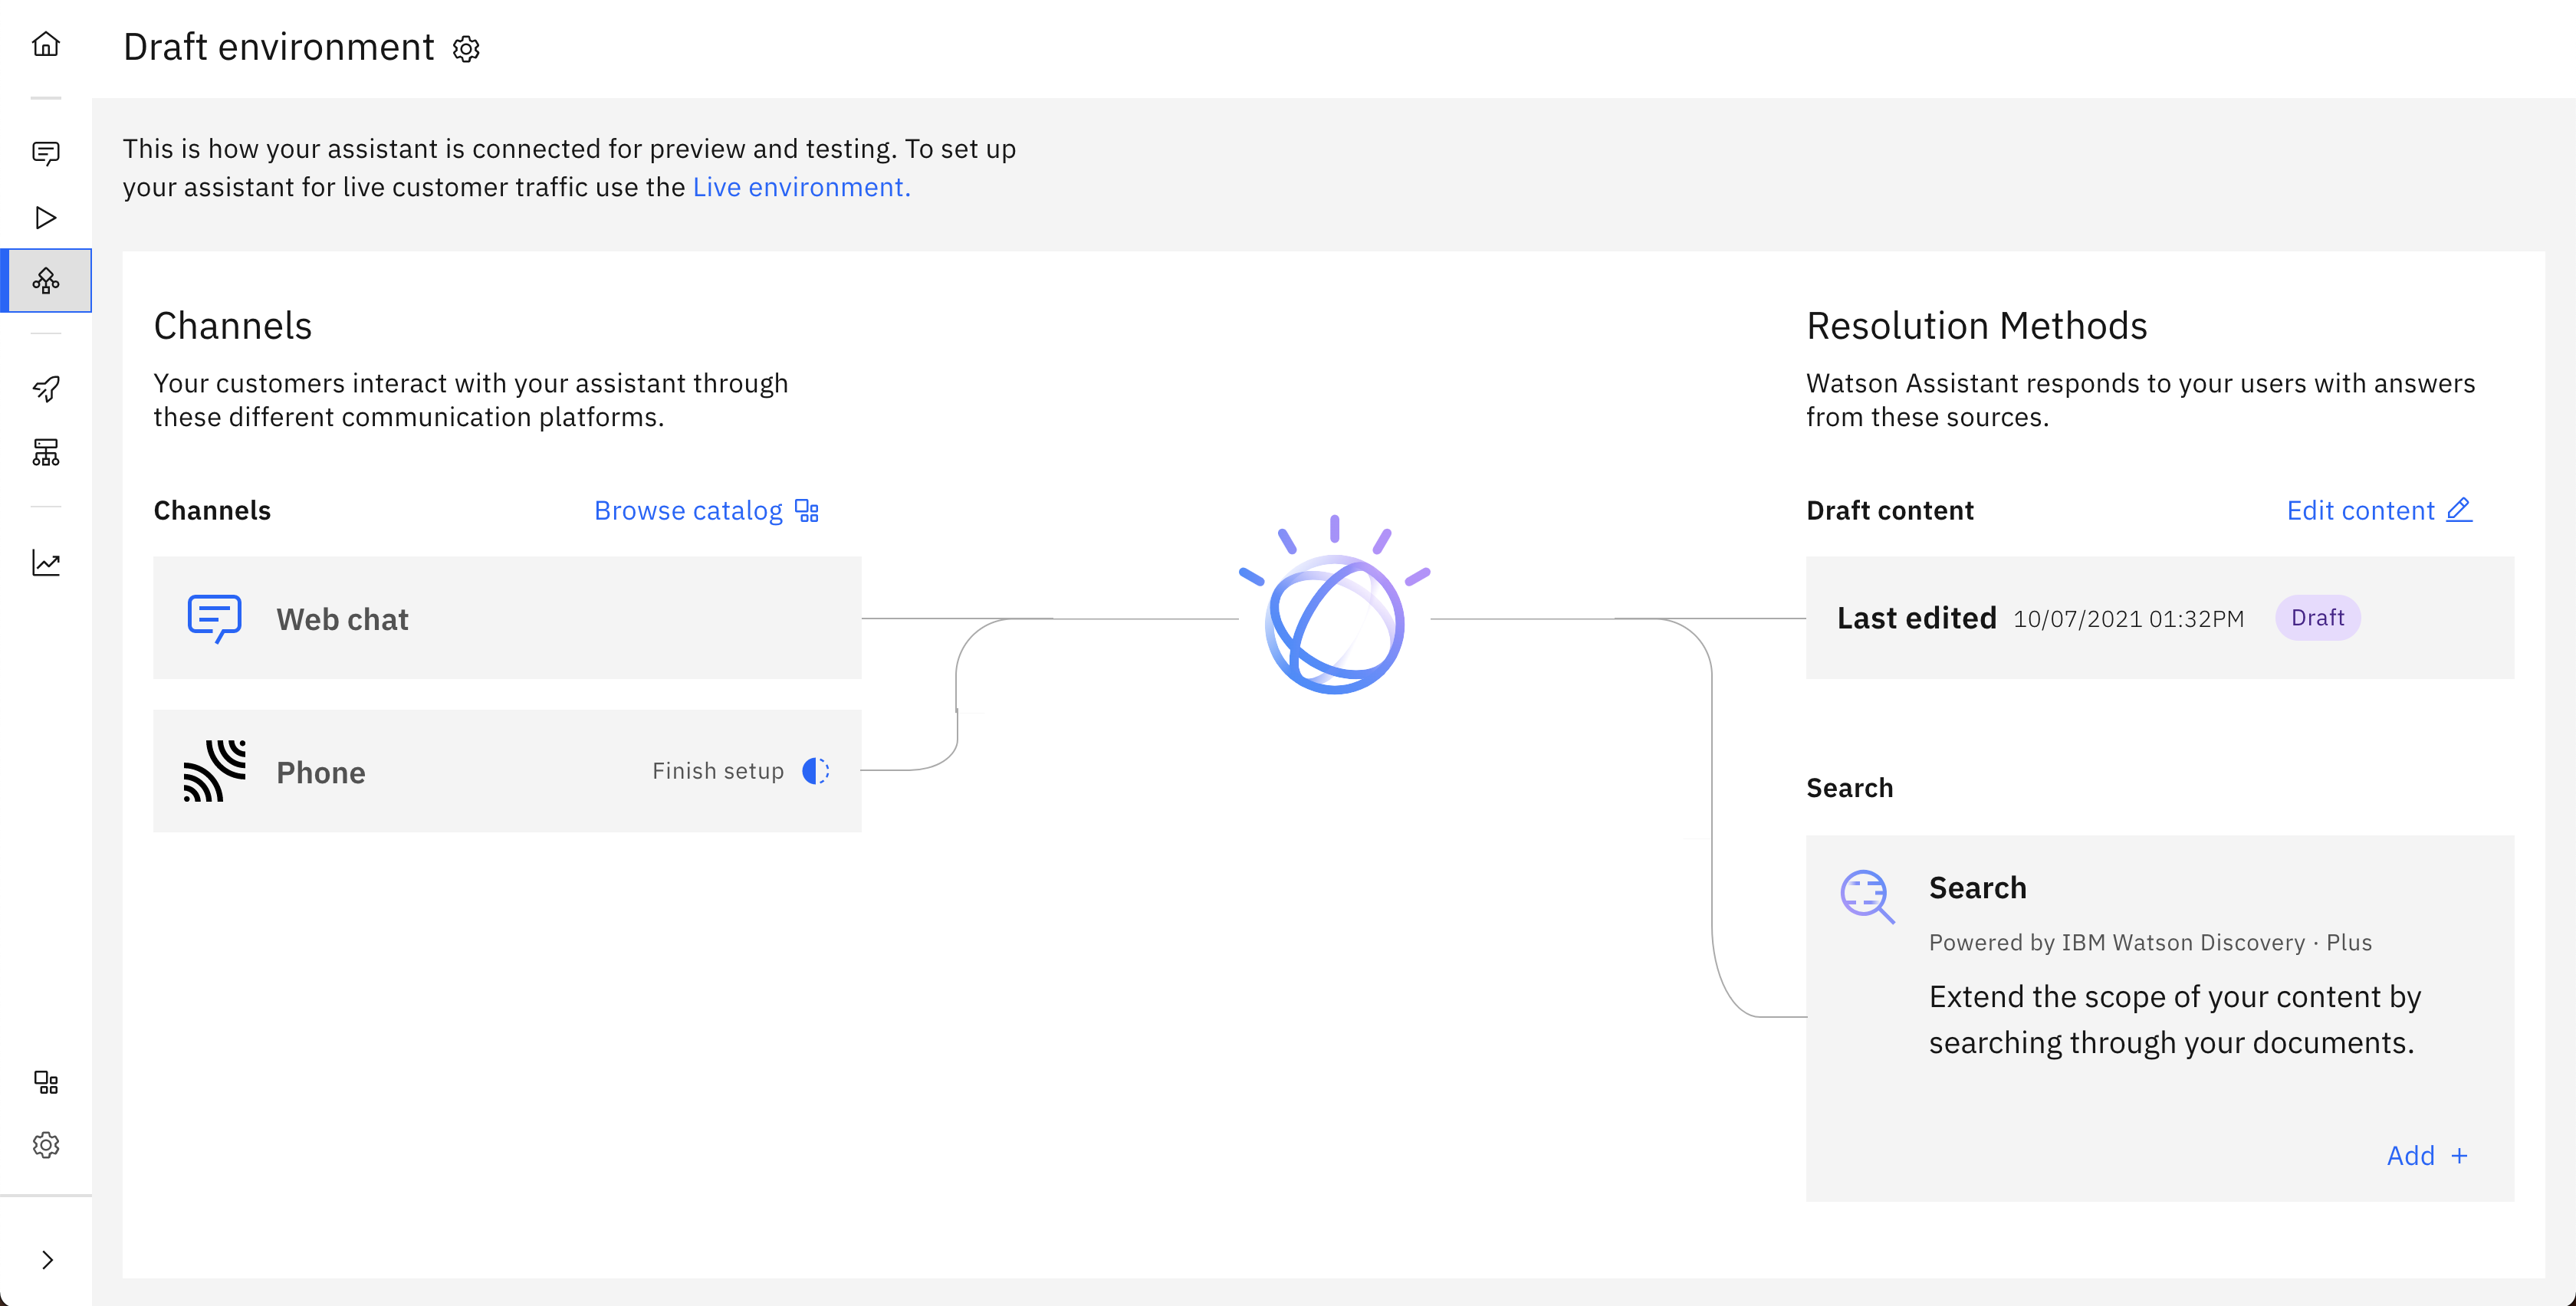 Draft environment
This is how your assistant is connected for preview and testing. To set up
your assistant for live customer traffic use the Live environment.
Channels
Your customers interact with your assistant through
these different communication platforms.
Channels
Browse catalog
Web chat
Phone
Finish setup
Resolution Methods
Watson Assistant responds to your users with answers
from these sources.
Draft content
Edit content
Last edited 10/07/2021 01:32PM Draft
Search
Search
Powered by IBM Watson Discovery · Plus
Extend the scope of your content by
searching through your documents.
Add +